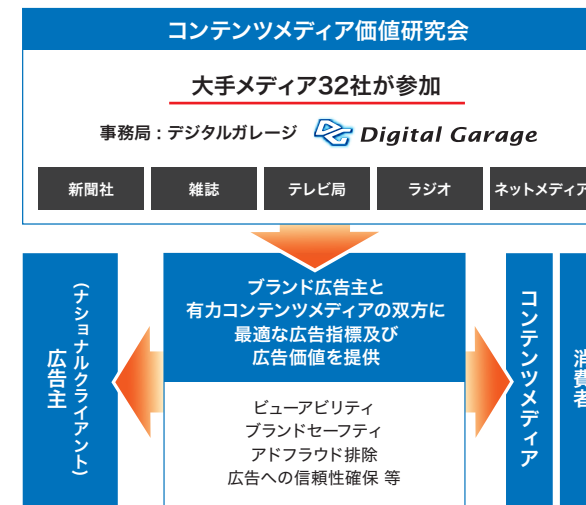 コンテンツメディア価値研究会
大手メディア32社が参加
事務局：デジタルガレージ DG Digital Garage
新聞社 雑誌 テレビ局 ラジオ ネットメディア
ブランド広告主と
有力コンテンツメディアの双方に
最適な広告指標及び
広告価値を提供
ビューアビリティ
ブランドセーフティ
アドフラウド排除
広告への信頼性確保 等
広告主
（ナショナルクライアント）
コンテンツメディア
消費者